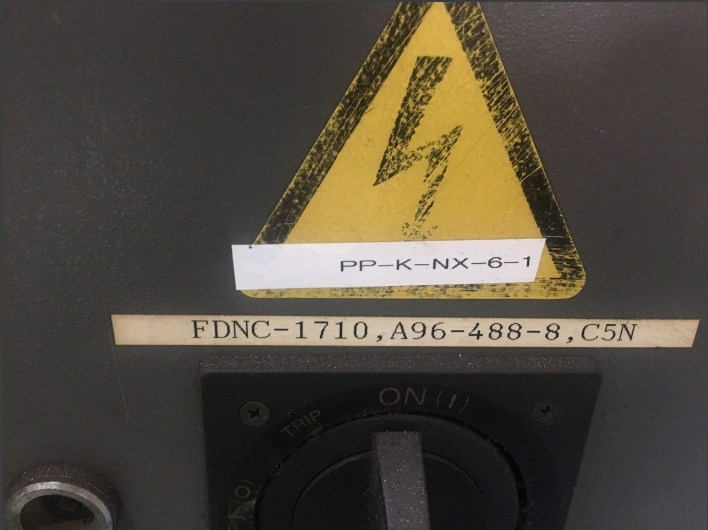 PP-K-NX-6-1
FDNC-1710,A96-488-8,C5N
ON(I)
TRIP
(O)